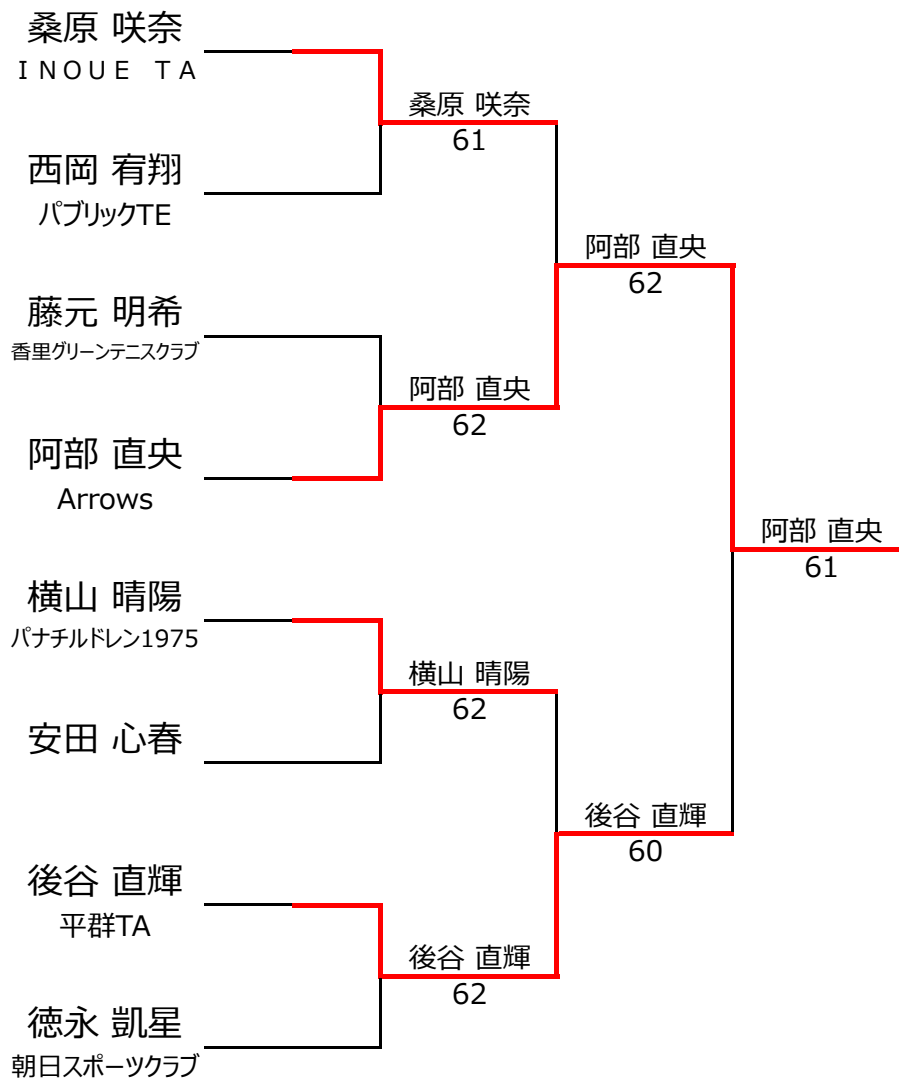 桑原 咲奈
ＩＮＯＵＥ ＴＡ
西岡 宥翔
パブリックTE
藤元 明希
香里グリーンテニスクラブ
阿部 直央
Arrows
横山 晴陽
パナチルドレン1975
安田 心春
後谷 直輝
平群TA
徳永 凱星
朝日スポーツクラブ
桑原 咲奈
61
阿部 直央
62
横山 晴陽
62
後谷 直輝
62
阿部 直央
62
後谷 直輝
60
阿部 直央
61